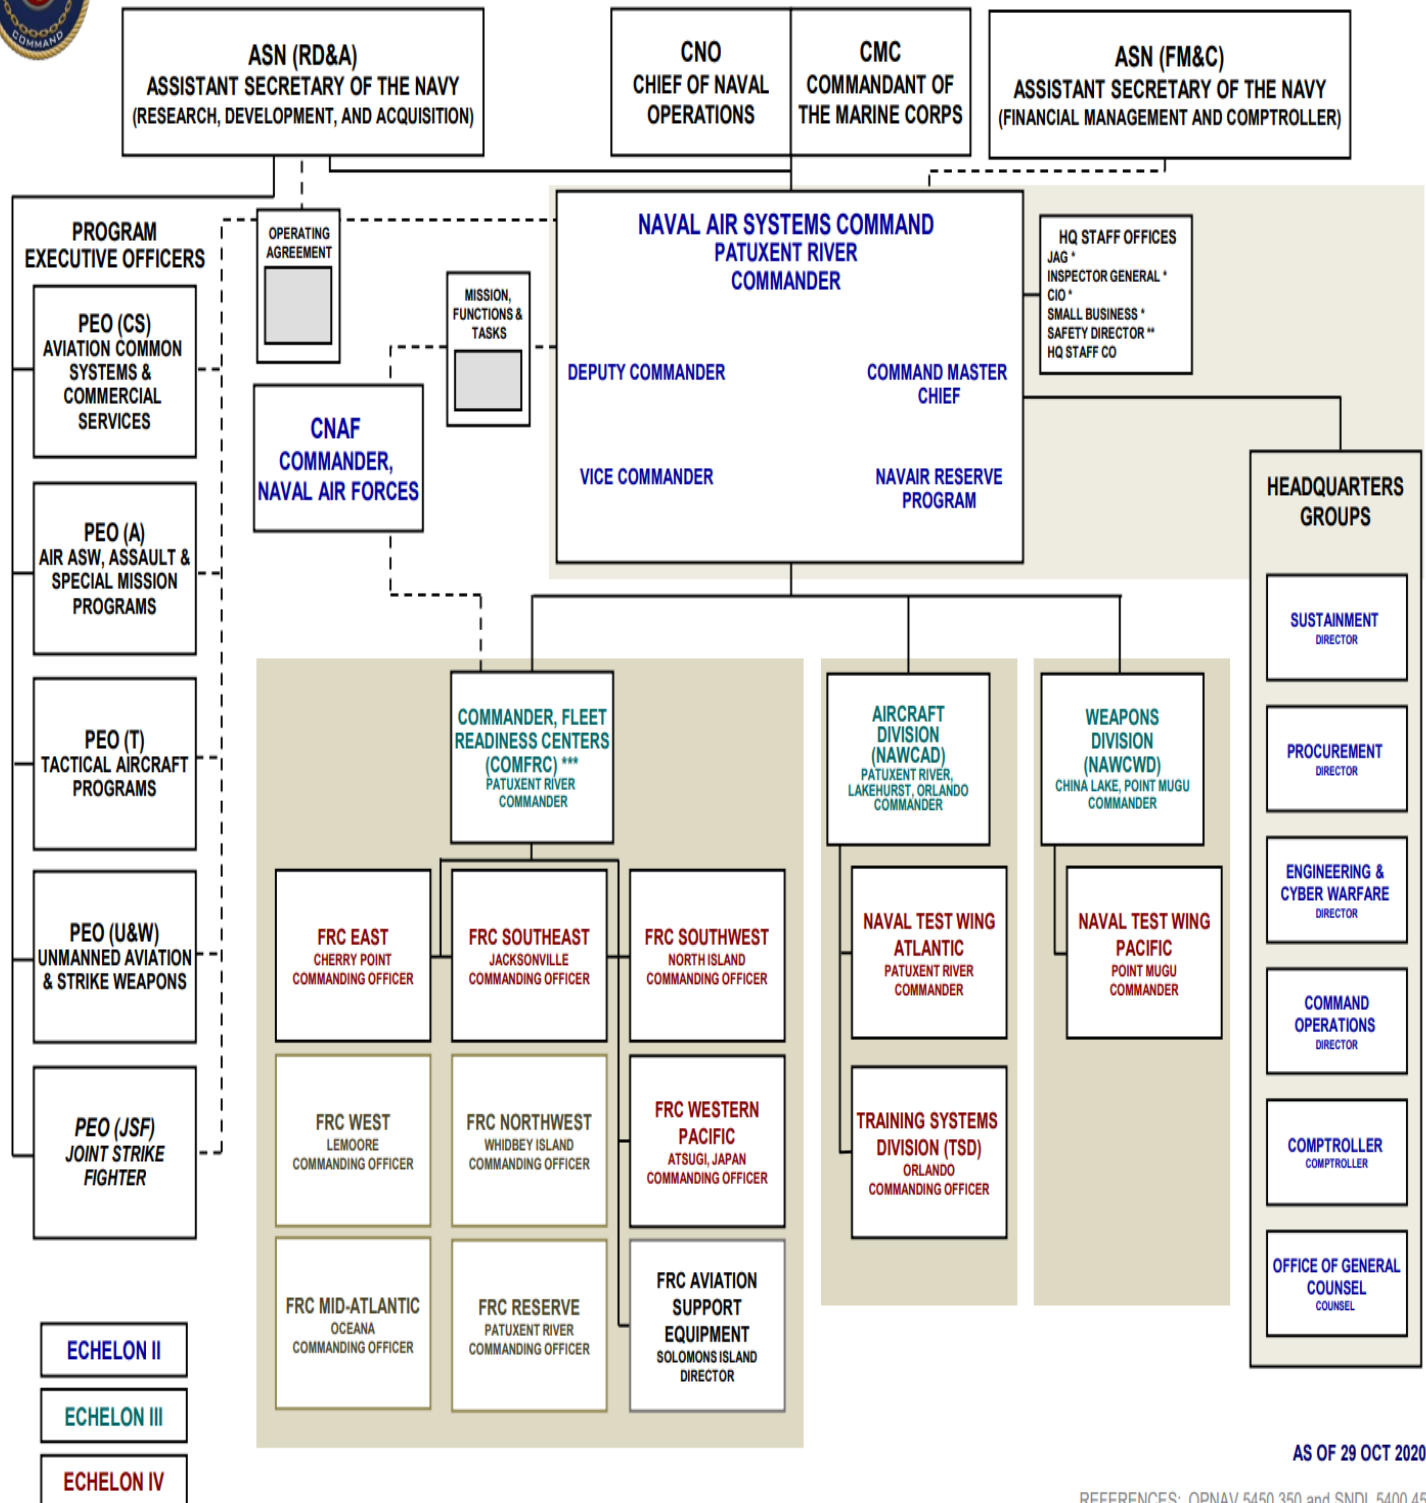 COMMAND
ASN (RD&A)
ASSISTANT SECRETARY OF THE NAVY
(RESEARCH, DEVELOPMENT, AND ACQUISITION)
CNO
CHIEF OF NAVAL
OPERATIONS
CMC
COMMANDANT OF
THE MARINE CORPS
ASN (FM&C)
ASSISTANT SECRETARY OF THE NAVY
(FINANCIAL MANAGEMENT AND COMPTROLLER)
PROGRAM
EXECUTIVE OFFICERS
PEO (CS)
AVIATION COMMON
SYSTEMS &
COMMERCIAL
SERVICES
PEO (A)
AIR ASW, ASSAULT &
SPECIAL MISSION
PROGRAMS
PEO (T)
TACTICAL AIRCRAFT
PROGRAMS
PEO (U&W)
UNMANNED AVIATION
& STRIKE WEAPONS
PEO (JSF)
JOINT STRIKE
FIGHTER
OPERATING
AGREEMENT
MISSION,
FUNCTIONS &
TASKS
CNAF
COMMANDER,
NAVAL AIR FORCES
NAVAL AIR SYSTEMS COMMAND
PATUXENT RIVER
COMMANDER
DEPUTY COMMANDER
COMMAND MASTER
CHIEF
VICE COMMANDER
NAVAIR RESERVE
PROGRAM
HQ STAFF OFFICES
JAG *
INSPECTOR GENERAL *
CIO *
SMALL BUSINESS *
SAFETY DIRECTOR **
HQ STAFF CO
HEADQUARTERS
GROUPS
SUSTAINMENT
DIRECTOR
PROCUREMENT
DIRECTOR
ENGINEERING &
CYBER WARFARE
DIRECTOR
COMMAND
OPERATIONS
DIRECTOR
COMPTROLLER
COMPTROLLER
OFFICE OF GENERAL
COUNSEL
COUNSEL
COMMANDER, FLEET
READINESS CENTERS
(COMFRC) ***
PATUXENT RIVER
COMMANDER
FRC EAST
CHERRY POINT
COMMANDING OFFICER
FRC SOUTHEAST
JACKSONVILLE
COMMANDING OFFICER
FRC SOUTHWEST
NORTH ISLAND
COMMANDING OFFICER
FRC WEST
LEMOORE
COMMANDING OFFICER
FRC NORTHWEST
WHIDBEY ISLAND
COMMANDING OFFICER
FRC WESTERN
PACIFIC
ATSUGI, JAPAN
COMMANDING OFFICER
FRC MID-ATLANTIC
OCEANA
COMMANDING OFFICER
FRC RESERVE
PATUXENT RIVER
COMMANDING OFFICER
FRC AVIATION
SUPPORT
EQUIPMENT
SOLOMONS ISLAND
DIRECTOR
AIRCRAFT
DIVISION
(NAWCAD)
PATUXENT RIVER,
LAKEHURST, ORLANDO
COMMANDER
NAVAL TEST WING
ATLANTIC
PATUXENT RIVER
COMMANDER
TRAINING SYSTEMS
DIVISION (TSD)
ORLANDO
COMMANDING OFFICER
WEAPONS
DIVISION
(NAWCWD)
CHINA LAKE, POINT MUGU
COMMANDER
NAVAL TEST WING
PACIFIC
POINT MUGU
COMMANDER
ECHELON II
ECHELON III
ECHELON IV
AS OF 29 OCT 2020
REFERENCES: OPNAV 5450.350 and SNDL 5400.45